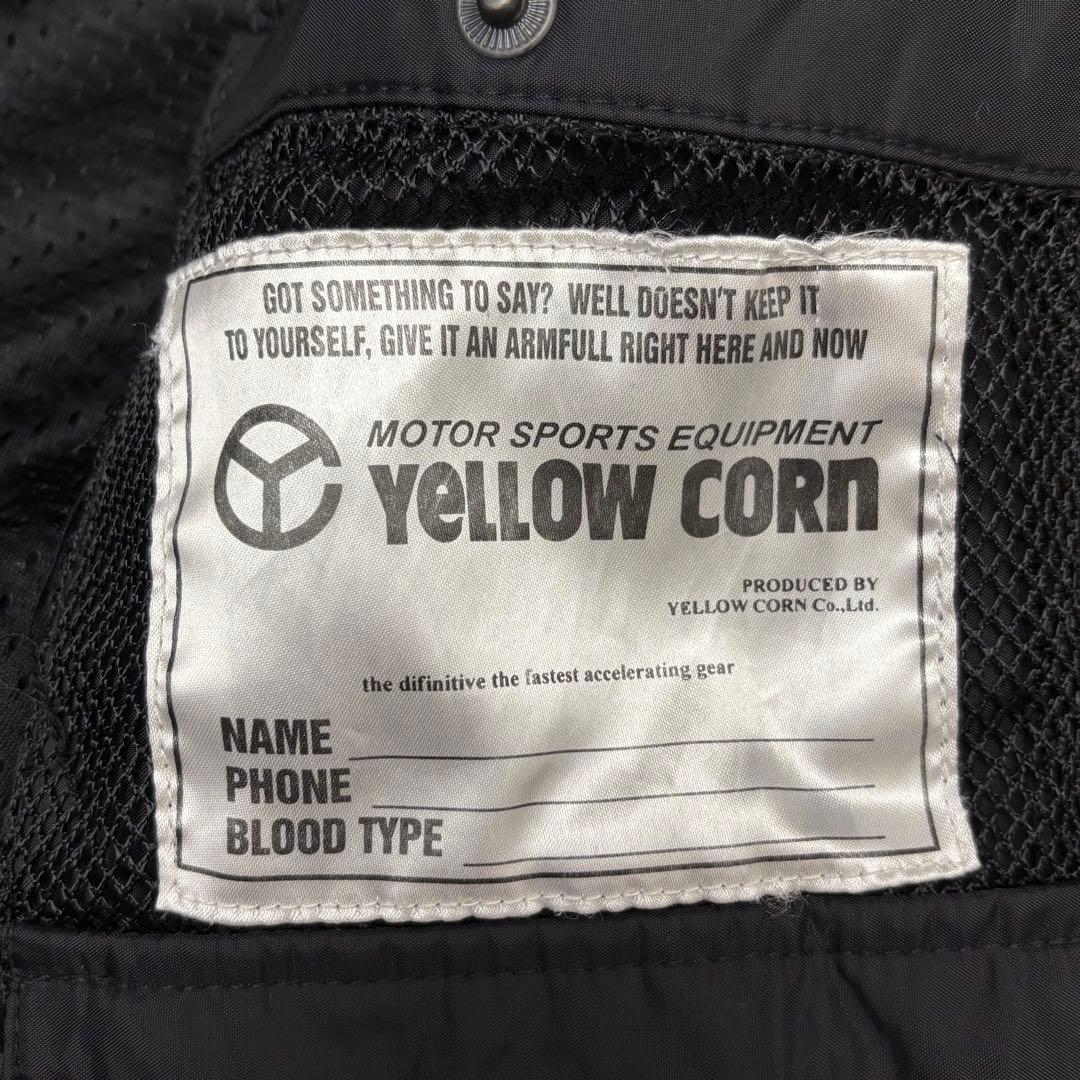 GOT SOMETHING TO SAY? WELL DOESN'T KEEP IT
TO YOURSELF, GIVE IT AN ARMFULL RIGHT HERE AND NOW
MOTOR SPORTS EQUIPMENT
YeLLOW CORn
PRODUCED BY
YELLOW CORN Co.,Ltd.
the difinitive the fastest accelerating gear
NAME
PHONE
BLOOD TYPE